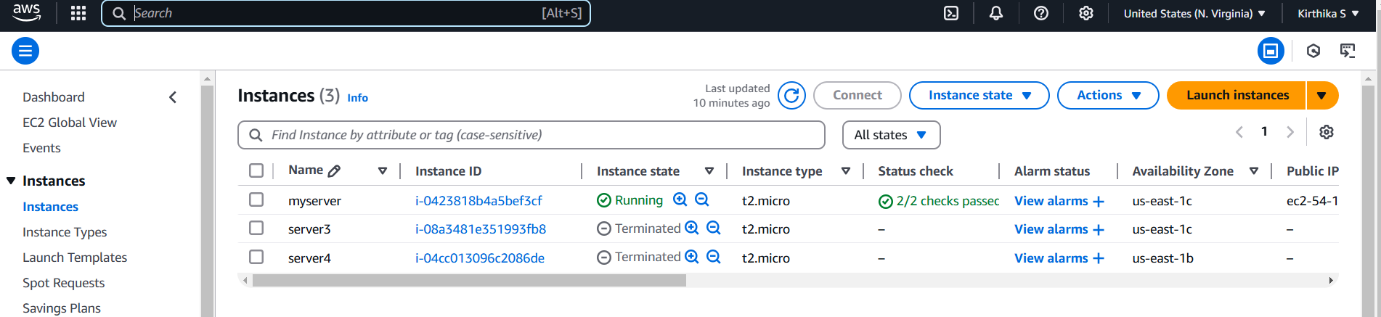 aws Search [Alt+S] United States (N. Virginia) Kirthika S
Dashboard
EC2 Global View
Events
Instances
Instances
Instance Types
Launch Templates
Spot Requests
Savings Plans
Instances (3) Info
Last updated
10 minutes ago
Connect Instance state Actions Launch instances
Find Instance by attribute or tag (case-sensitive) All states 1
Name Instance ID Instance state Instance type Status check Alarm status Availability Zone Public IP
myserver i-0423818b4a5bef3cf Running t2.micro 2/2 checks passec View alarms + us-east-1c ec2-54-1
server3 i-08a3481e351993fb8 Terminated t2.micro – View alarms + us-east-1c –
server4 i-04cc013096c2086de Terminated t2.micro – View alarms + us-east-1b –